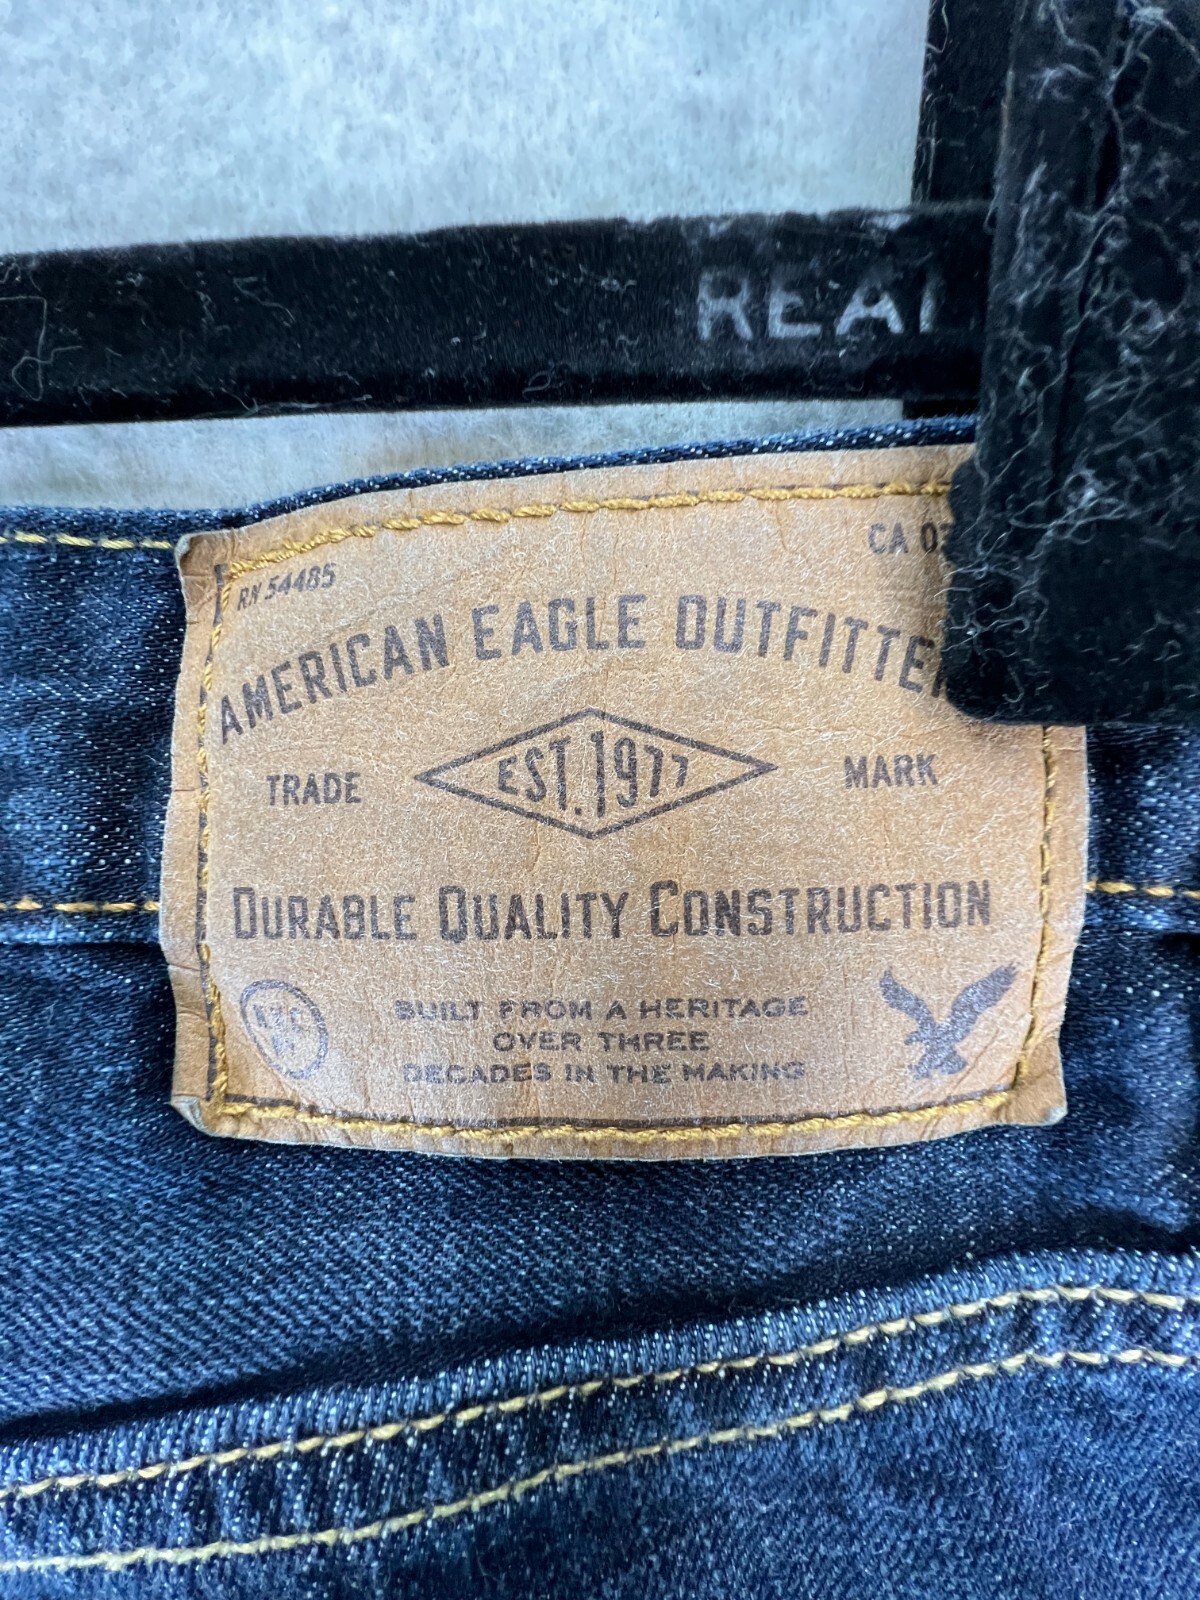 REAL
RN 54485
CA 07
AMERICAN EAGLE OUTFITTE
TRADE
EST. 1977
MARK
DURABLE QUALITY CONSTRUCTION
BUILT FROM A HERITAGE
OVER THREE
DECADES IN THE MAKING